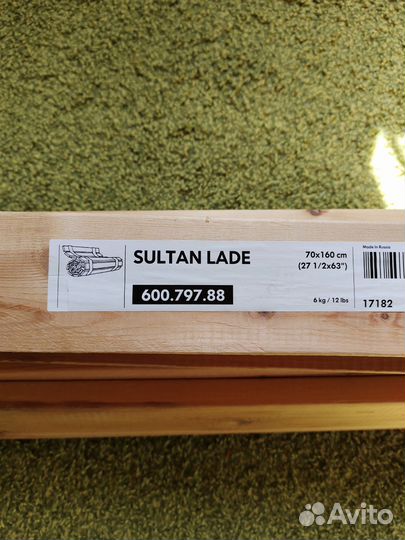 SULTAN LADE
600.797.88
70x160 cm
(27 1/2x63")
6 kg / 12 lbs
Made in Russia
17182
Avito